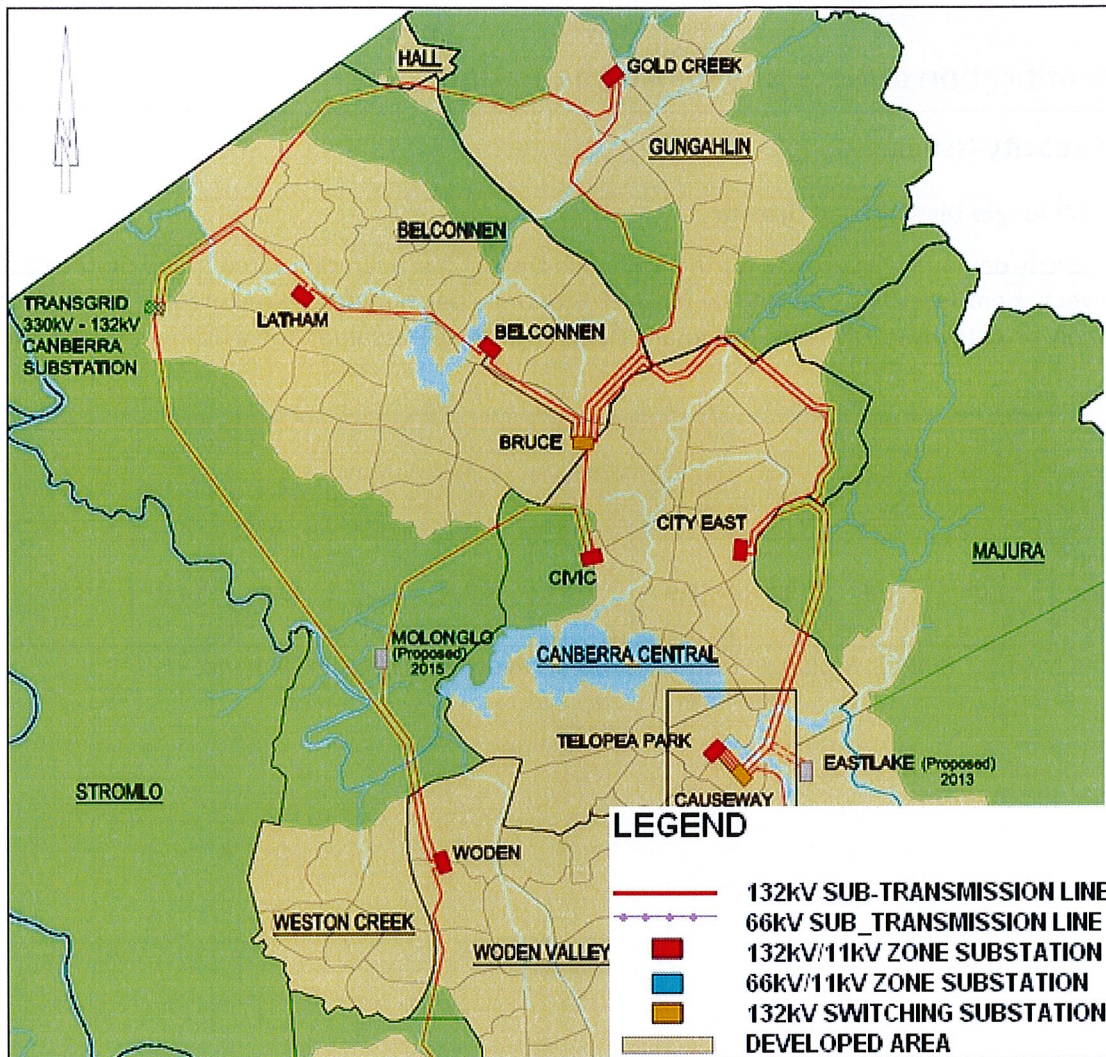 HALL
GOLD CREEK
GUNGAHLIN
BELCONNEN
TRANSGRID
330kV - 132kV
CANBERRA
SUBSTATION
LATHAM
BELCONNEN
BRUCE
CITY EAST
CIVIC
MAJURA
MOLONGLO
(Proposed)
2015
CANBERRA CENTRAL
TELOPEA PARK
EASTLAKE (Proposed)
2013
STROMLO
CAUSEWAY
WODEN
WESTON CREEK
WODEN VALLEY
LEGEND
132kV SUB-TRANSMISSION LINE
66kV SUB_TRANSMISSION LINE
132kV/11kV ZONE SUBSTATION
66kV/11kV ZONE SUBSTATION
132kV SWITCHING SUBSTATION
DEVELOPED AREA